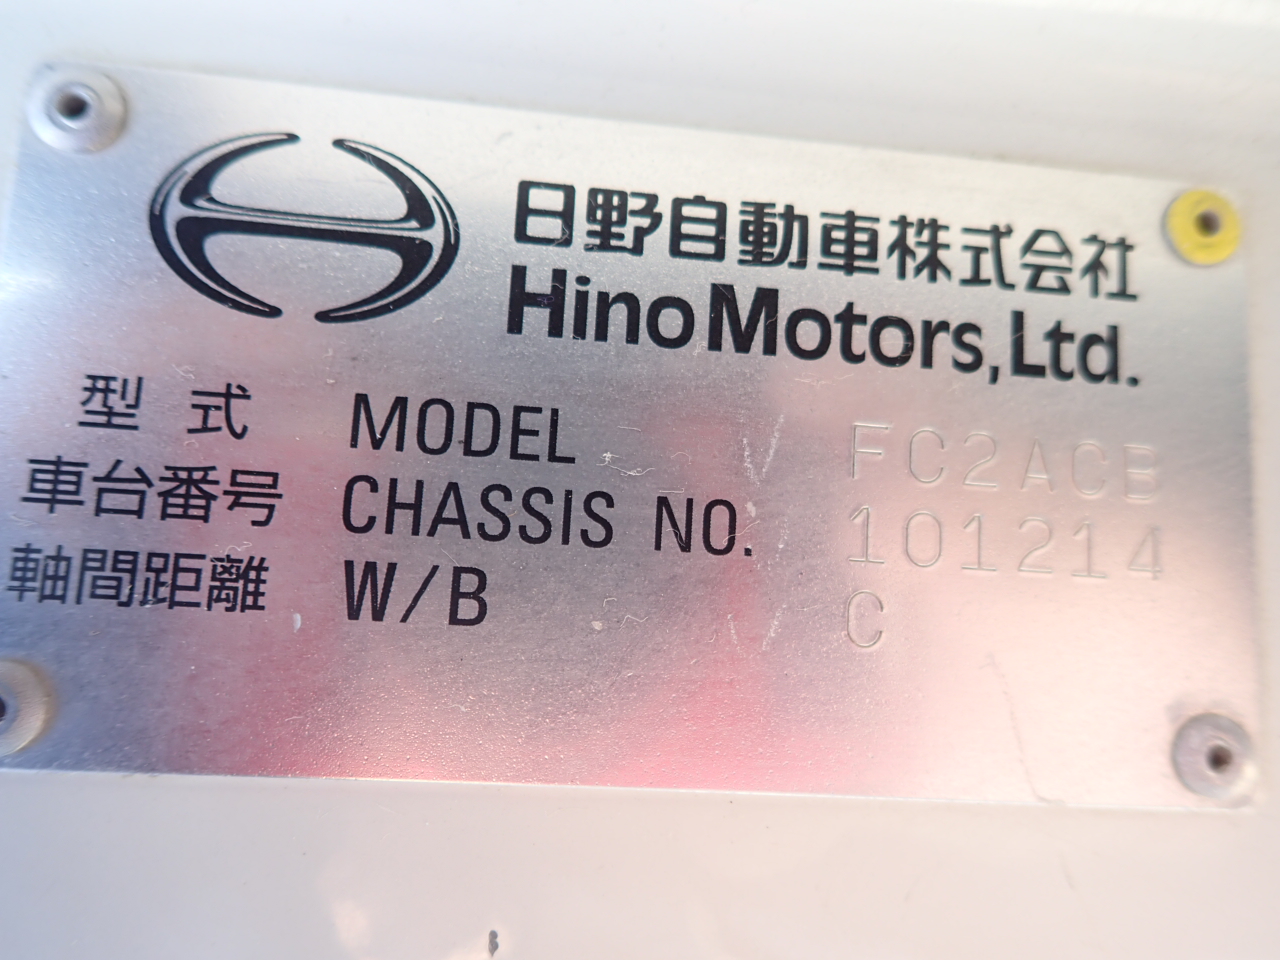 日野自動車株式会社
Hino Motors, Ltd.
型式 MODEL FC2ACB
車台番号 CHASSIS NO. 101214
軸間距離 W/B C